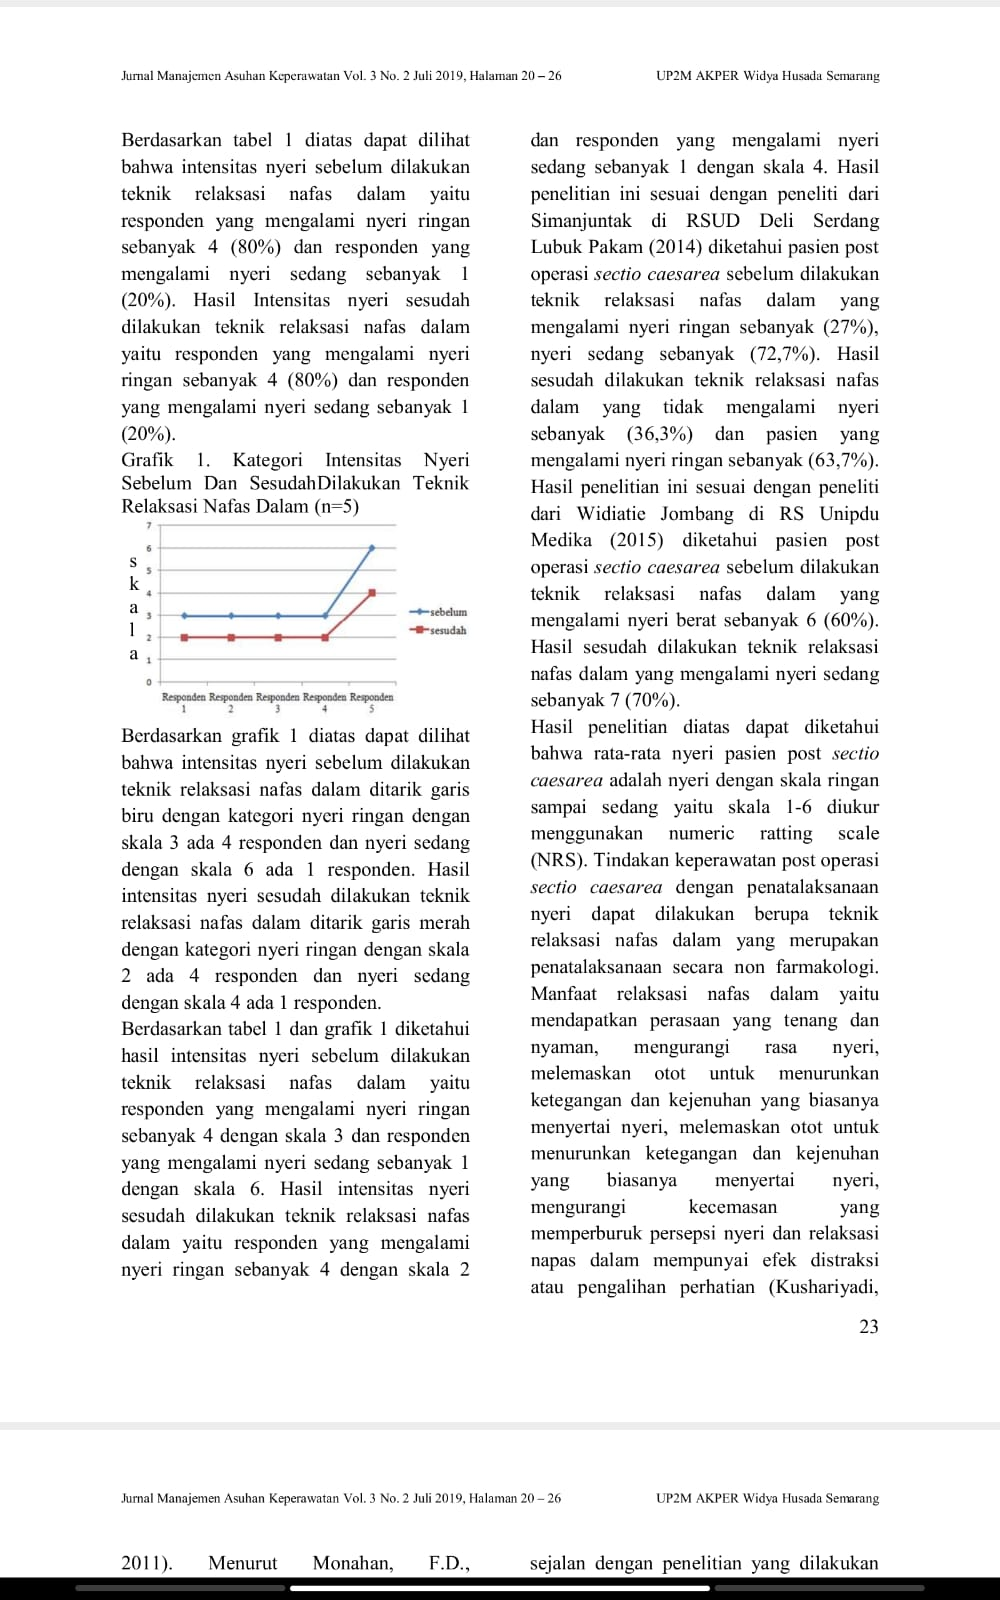 Jurnal Manajemen Asuhan Keperawatan Vol. 3 No. 2 Juli 2019, Halaman 20 – 26
UP2M AKPER Widya Husada Semarang
Berdasarkan tabel 1 diatas dapat dilihat
bahwa intensitas nyeri sebelum dilakukan
teknik relaksasi nafas dalam yaitu
responden yang mengalami nyeri ringan
sebanyak 4 (80%) dan responden yang
mengalami nyeri sedang sebanyak 1
(20%). Hasil Intensitas nyeri sesudah
dilakukan teknik relaksasi nafas dalam
yaitu responden yang mengalami nyeri
ringan sebanyak 4 (80%) dan responden
yang mengalami nyeri sedang sebanyak 1
(20%).
Grafik 1. Kategori Intensitas Nyeri
Sebelum Dan SesudahDilakukan Teknik
Relaksasi Nafas Dalam (n=5)
7
6
5
4
3
2
1
0
s
k
a
l
a
sebelum
sesudah
Responden Responden Responden Responden Responden
1 2 3 4 5
Berdasarkan grafik 1 diatas dapat dilihat
bahwa intensitas nyeri sebelum dilakukan
teknik relaksasi nafas dalam ditarik garis
biru dengan kategori nyeri ringan dengan
skala 3 ada 4 responden dan nyeri sedang
dengan skala 6 ada 1 responden. Hasil
intensitas nyeri sesudah dilakukan teknik
relaksasi nafas dalam ditarik garis merah
dengan kategori nyeri ringan dengan skala
2 ada 4 responden dan nyeri sedang
dengan skala 4 ada 1 responden.
Berdasarkan tabel 1 dan grafik 1 diketahui
hasil intensitas nyeri sebelum dilakukan
teknik relaksasi nafas dalam yaitu
responden yang mengalami nyeri ringan
sebanyak 4 dengan skala 3 dan responden
yang mengalami nyeri sedang sebanyak 1
dengan skala 6. Hasil intensitas nyeri
sesudah dilakukan teknik relaksasi nafas
dalam yaitu responden yang mengalami
nyeri ringan sebanyak 4 dengan skala 2
dan responden yang mengalami nyeri
sedang sebanyak 1 dengan skala 4. Hasil
penelitian ini sesuai dengan peneliti dari
Simanjuntak di RSUD Deli Serdang
Lubuk Pakam (2014) diketahui pasien post
operasi sectio caesarea sebelum dilakukan
teknik relaksasi nafas dalam yang
mengalami nyeri ringan sebanyak (27%),
nyeri sedang sebanyak (72,7%). Hasil
sesudah dilakukan teknik relaksasi nafas
dalam yang tidak mengalami nyeri
sebanyak (36,3%) dan pasien yang
mengalami nyeri ringan sebanyak (63,7%).
Hasil penelitian ini sesuai dengan peneliti
dari Widiatie Jombang di RS Unipdu
Medika (2015) diketahui pasien post
operasi sectio caesarea sebelum dilakukan
teknik relaksasi nafas dalam yang
mengalami nyeri berat sebanyak 6 (60%).
Hasil sesudah dilakukan teknik relaksasi
nafas dalam yang mengalami nyeri sedang
sebanyak 7 (70%).
Hasil penelitian diatas dapat diketahui
bahwa rata-rata nyeri pasien post sectio
caesarea adalah nyeri dengan skala ringan
sampai sedang yaitu skala 1-6 diukur
menggunakan numeric ratting scale
(NRS). Tindakan keperawatan post operasi
sectio caesarea dengan penatalaksanaan
nyeri dapat dilakukan berupa teknik
relaksasi nafas dalam yang merupakan
penatalaksanaan secara non farmakologi.
Manfaat relaksasi nafas dalam yaitu
mendapatkan perasaan yang tenang dan
nyaman, mengurangi rasa nyeri,
melemaskan otot untuk menurunkan
ketegangan dan kejenuhan yang biasanya
menyertai nyeri, melemaskan otot untuk
menurunkan ketegangan dan kejenuhan
yang biasanya menyertai nyeri,
mengurangi kecemasan yang
memperburuk persepsi nyeri dan relaksasi
napas dalam mempunyai efek distraksi
atau pengalihan perhatian (Kushariyadi,
23
Jurnal Manajemen Asuhan Keperawatan Vol. 3 No. 2 Juli 2019, Halaman 20 – 26
UP2M AKPER Widya Husada Semarang
2011). Menurut Monahan, F.D.,
sejalan dengan penelitian yang dilakukan